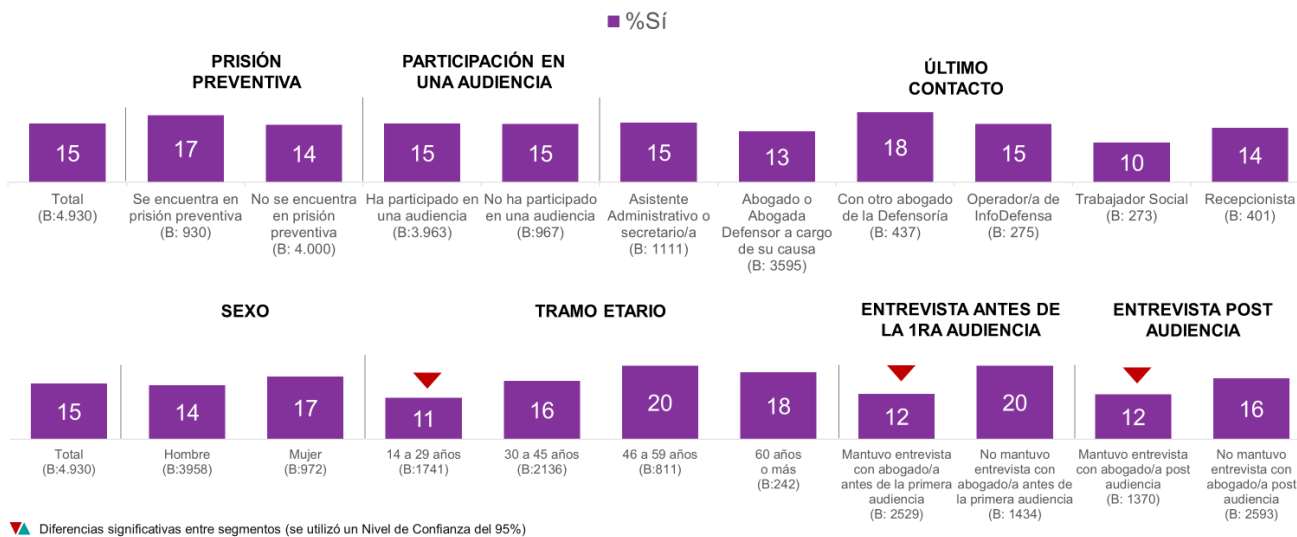 %Sí
PRISIÓN
PREVENTIVA
PARTICIPACIÓN EN
UNA AUDIENCIA
ÚLTIMO
CONTACTO
15
17
14
15
15
15
13
18
15
10
14
Total
(B:4.930)
Se encuentra en
prisión preventiva
(B: 930)
No se encuentra
en prisión
preventiva
(B: 4.000)
Ha participado en
una audiencia
(B:3.963)
No ha participado
en una audiencia
(B:967)
Asistente
Administrativo o
secretario/a
(B: 1111)
Abogado o
Abogada
Defensor a cargo
de su causa
(B: 3595)
Con otro abogado
de la Defensoría
(B: 437)
Operador/a de
InfoDefensa
(B: 275)
Trabajador Social
(B: 273)
Recepcionista
(B: 401)
SEXO
TRAMO ETARIO
ENTREVISTA ANTES DE
LA 1RA AUDIENCIA
ENTREVISTA POST
AUDIENCIA
15
14
17
11
16
20
18
12
20
12
16
Total
(B:4.930)
Hombre
(B:3958)
Mujer
(B:972)
14 a 29 años
(B:1741)
30 a 45 años
(B:2136)
46 a 59 años
(B:811)
60 años
o más
(B:242)
Mantuvo entrevista
con abogado/a
antes de la primera
audiencia
(B: 2529)
No mantuvo
entrevista con
abogado/a antes de
la primera audiencia
(B: 1434)
Mantuvo entrevista
con abogado/a post
audiencia
(B: 1370)
No mantuvo
entrevista con
abogado/a post
audiencia
(B: 2593)
Diferencias significativas entre segmentos (se utilizó un Nivel de Confianza del 95%)